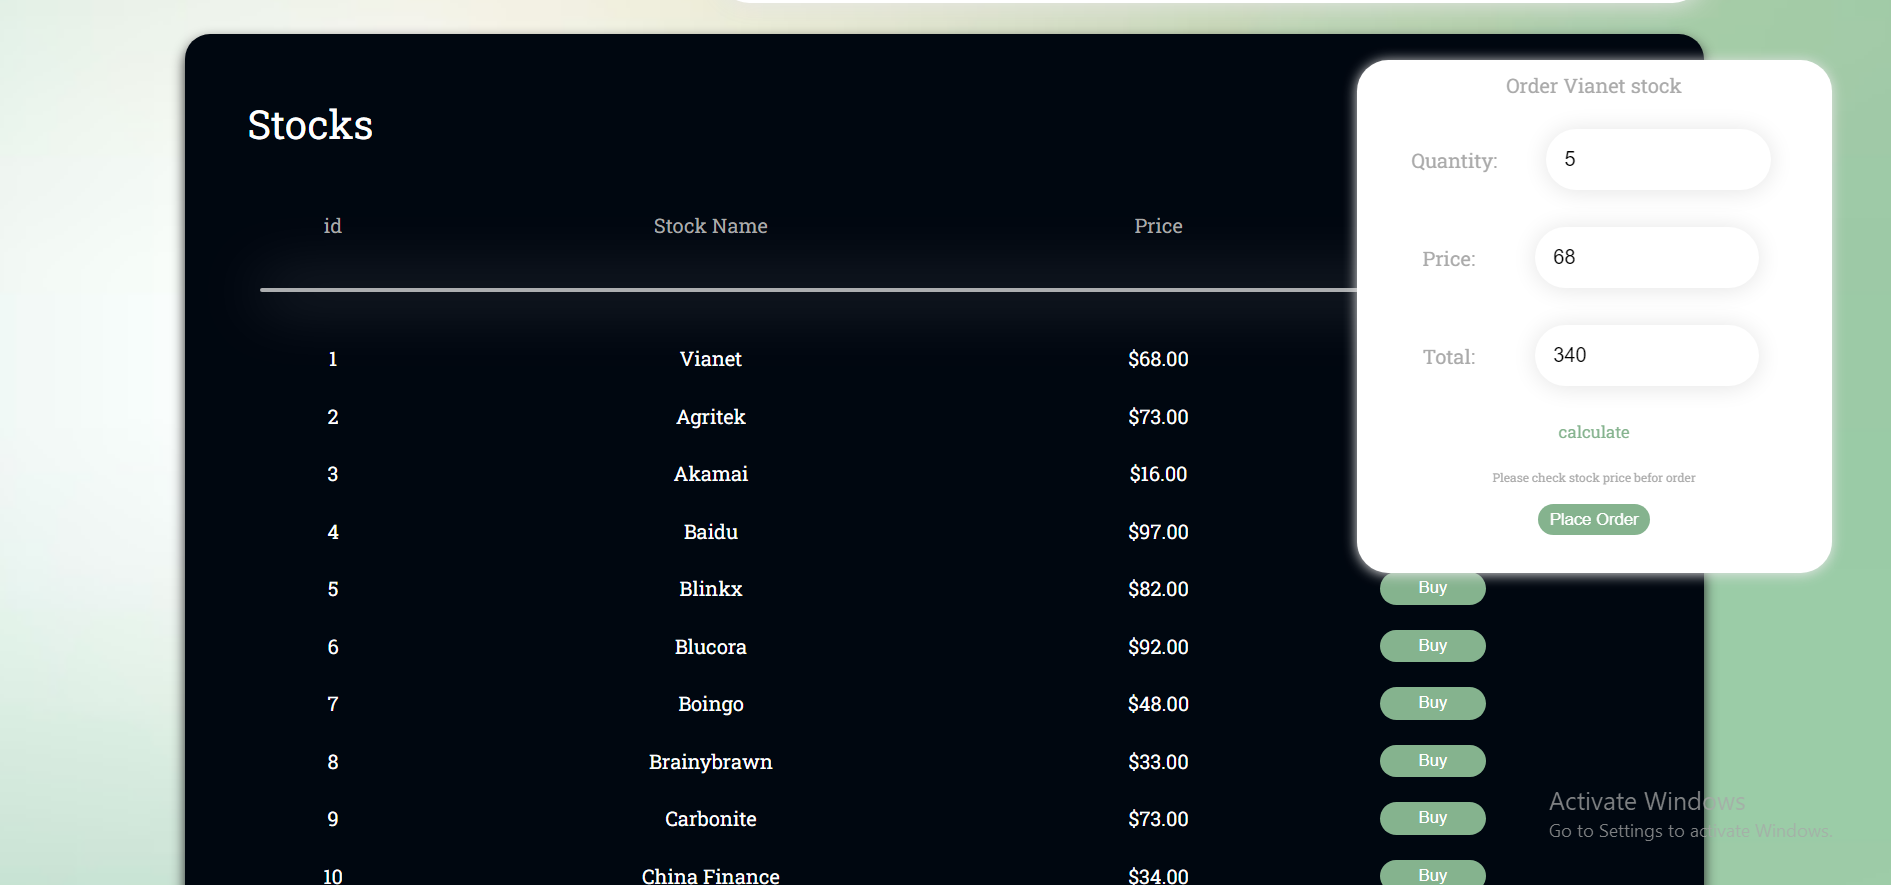 Stocks
id Stock Name Price
1 Vianet $68.00
2 Agritek $73.00
3 Akamai $16.00
4 Baidu $97.00
5 Blinkx $82.00 Buy
6 Blucora $92.00 Buy
7 Boingo $48.00 Buy
8 Brainybrawn $33.00 Buy
9 Carbonite $73.00 Buy
10 China Finance $34.00 Buy
Order Vianet stock
Quantity: 5
Price: 68
Total: 340
calculate
Please check stock price befor order
Place Order
Activate Windows
Go to Settings to activate Windows.